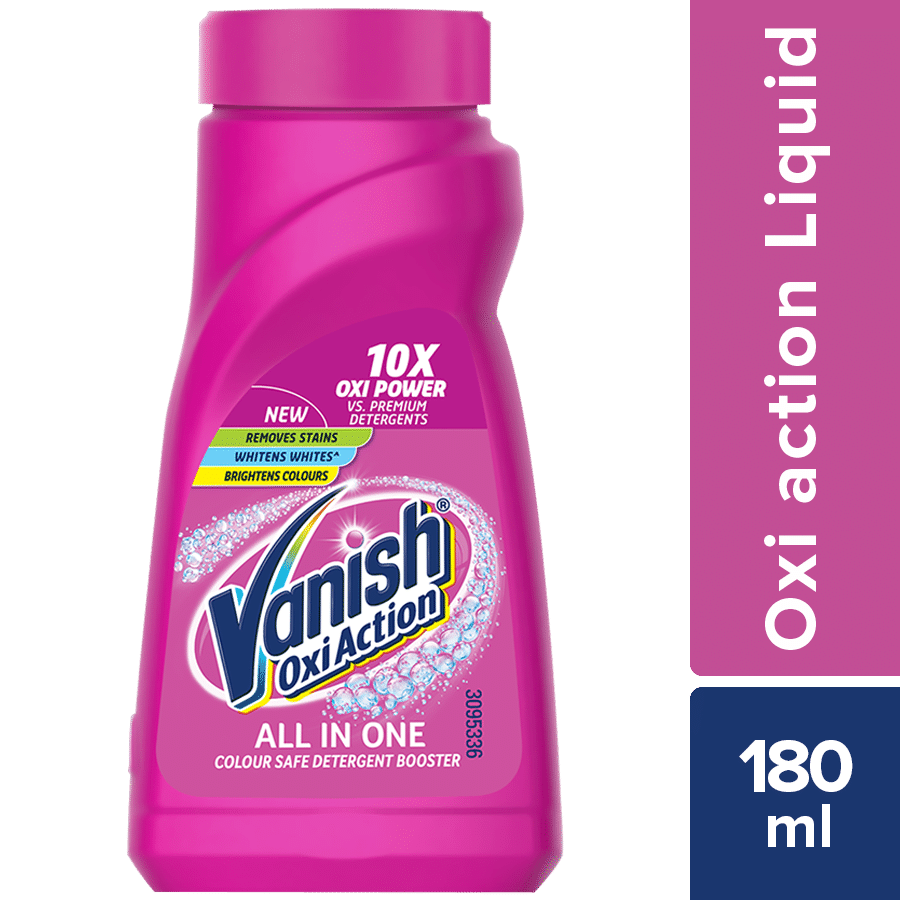 10X
OXI POWER
VS. PREMIUM
DETERGENTS
NEW
REMOVES STAINS
WHITENS WHITES^
BRIGHTENS COLOURS
Vanish®
OxiAction
ALL IN ONE
COLOUR SAFE DETERGENT BOOSTER
3095336
Oxi action Liquid
180
ml